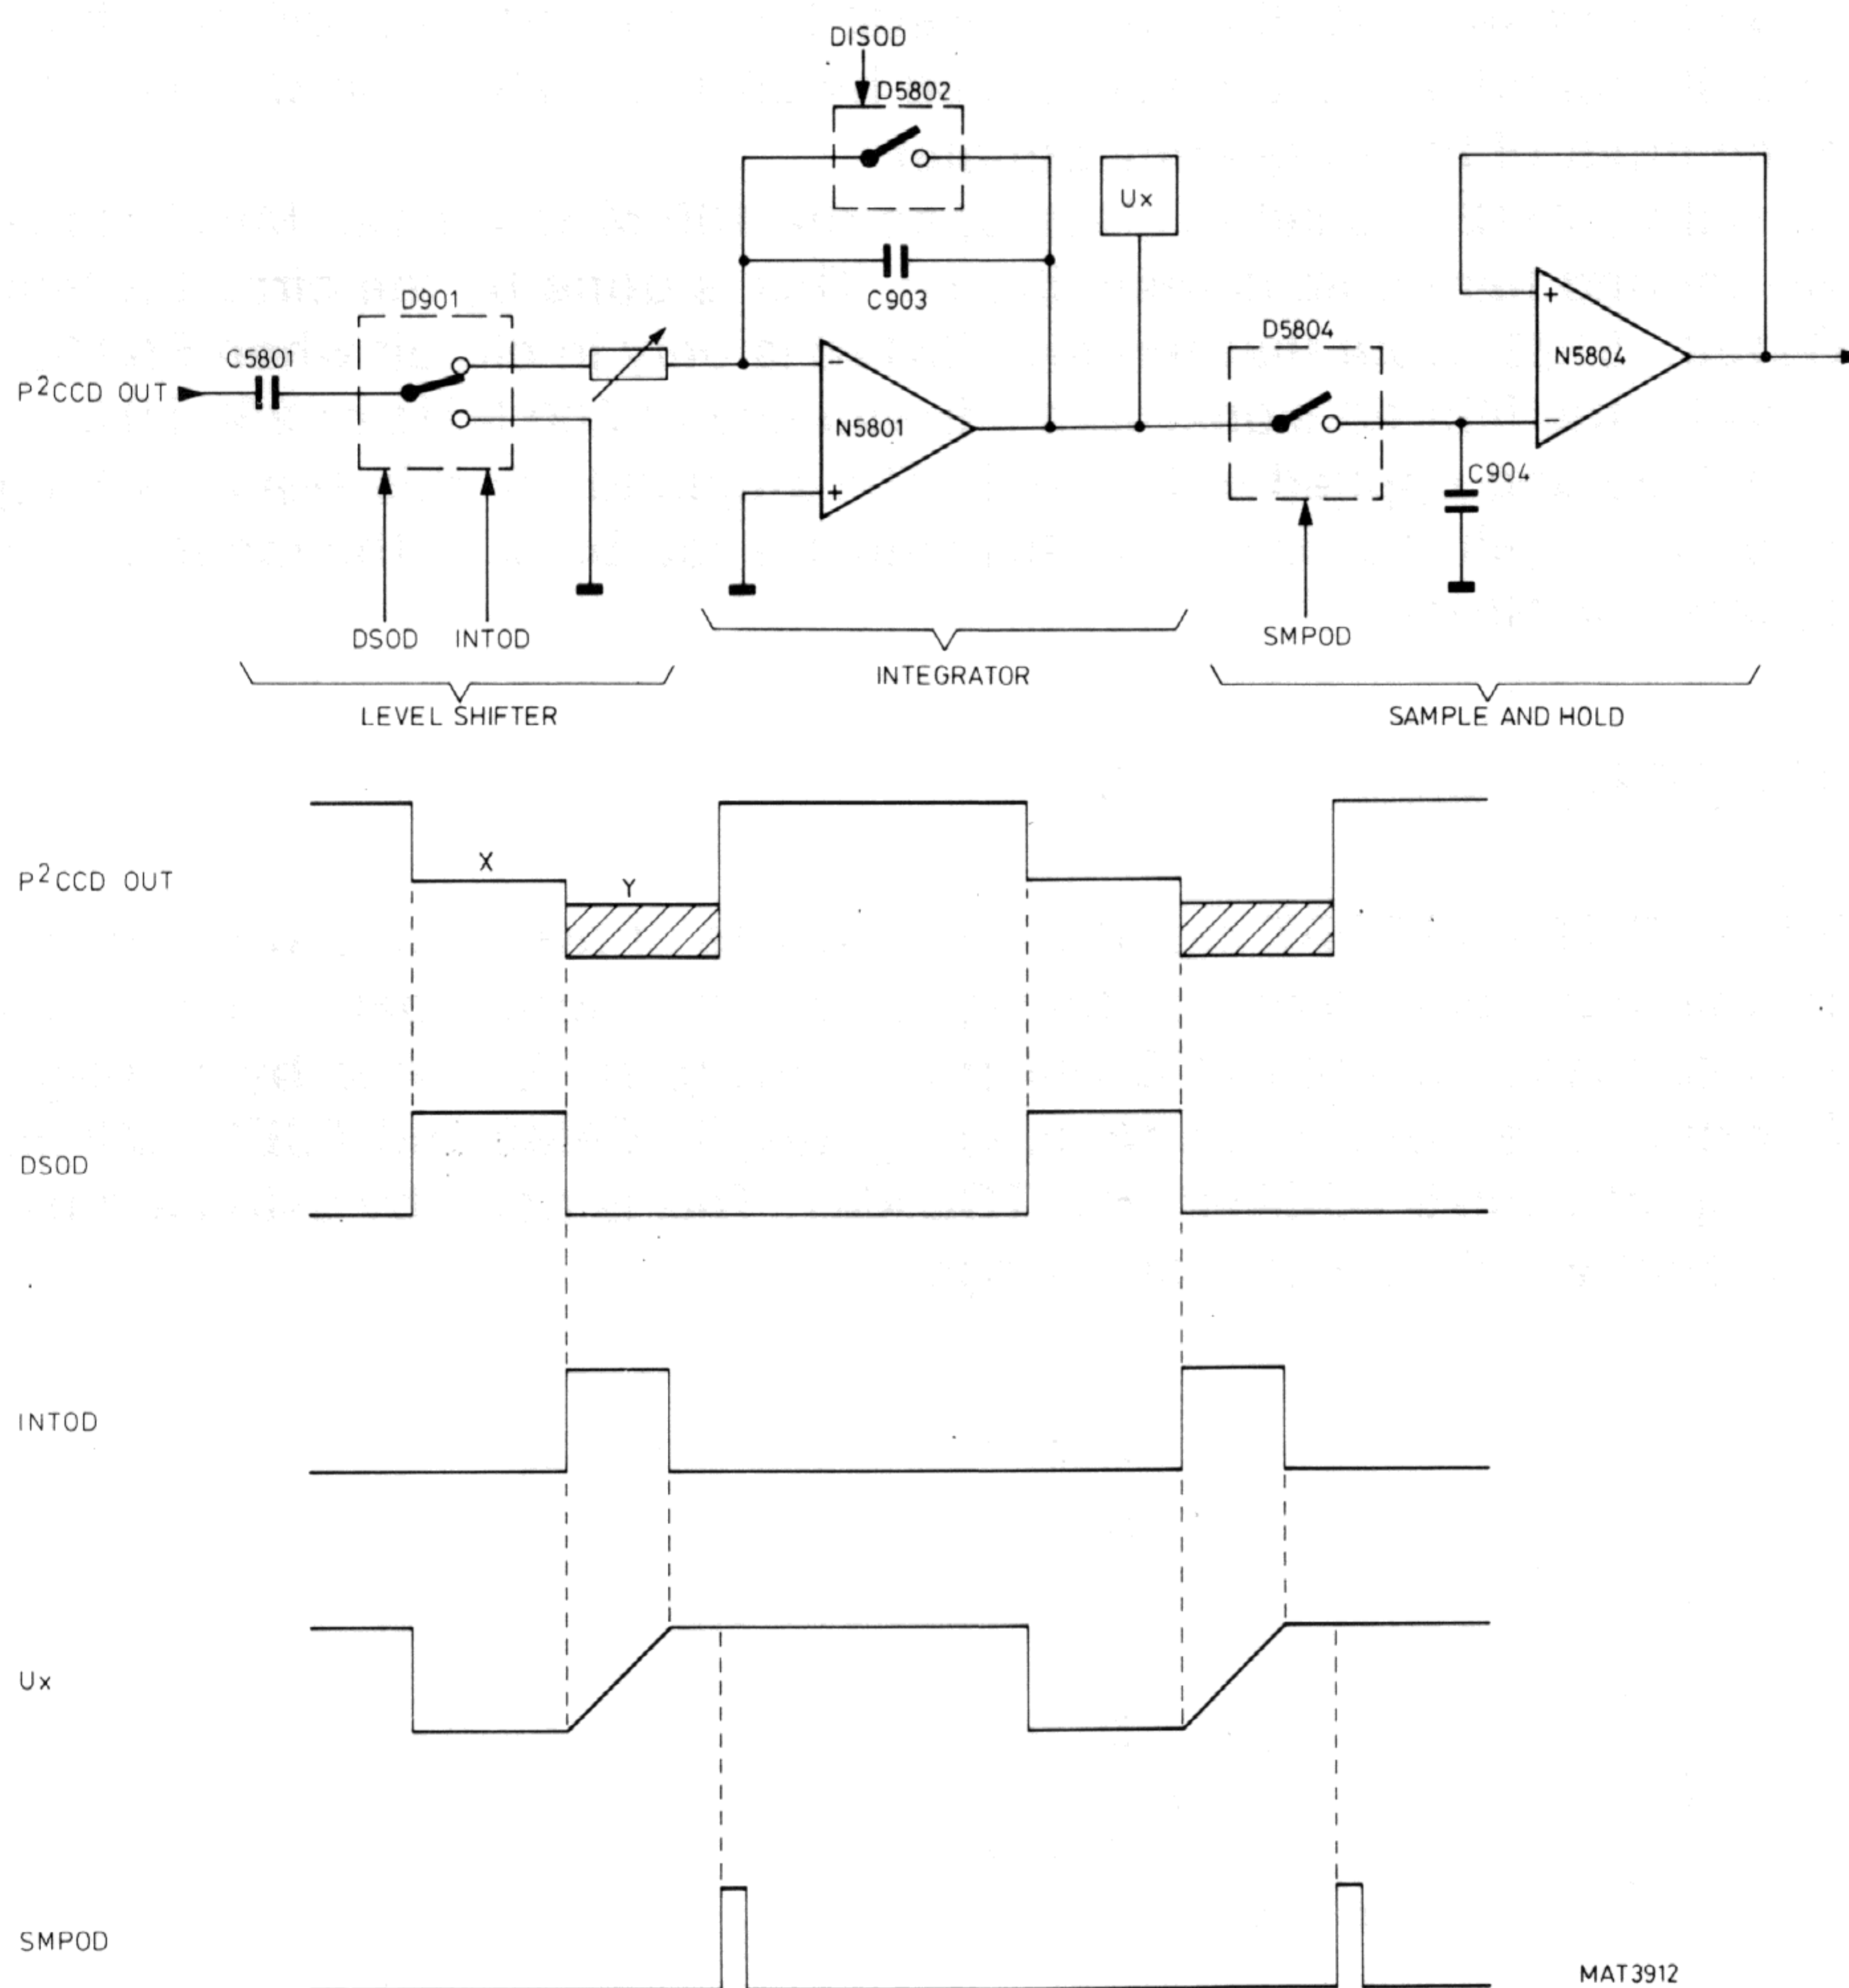 DISOD
D5802
Ux
D901
C903
C5801
D5804
P²CCD OUT
N5801
N5804
C904
DSOD INTOD
SMPOD
INTEGRATOR
LEVEL SHIFTER
SAMPLE AND HOLD
X
P²CCD OUT
Y
DSOD
INTOD
Ux
SMPOD
MAT3912
- 
+
+
-